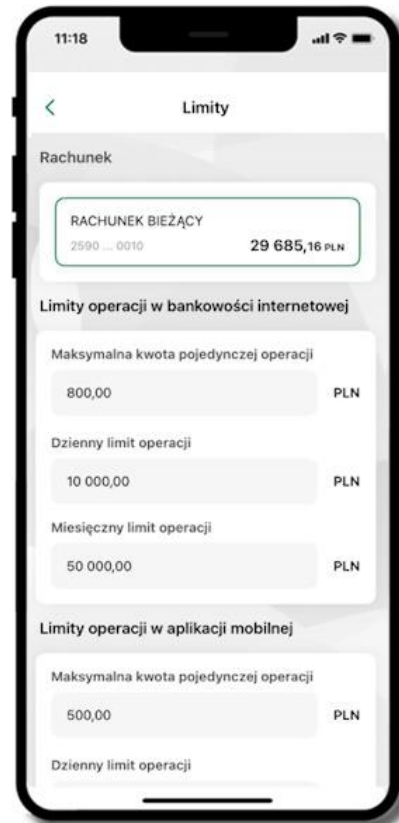 11:18
Limity
Rachunek
RACHUNEK BIEŻĄCY
2590 ... 0010 29 685,16 PLN
Limity operacji w bankowości internetowej
Maksymalna kwota pojedynczej operacji
800,00 PLN
Dzienny limit operacji
10 000,00 PLN
Miesięczny limit operacji
50 000,00 PLN
Limity operacji w aplikacji mobilnej
Maksymalna kwota pojedynczej operacji
500,00 PLN
Dzienny limit operacji